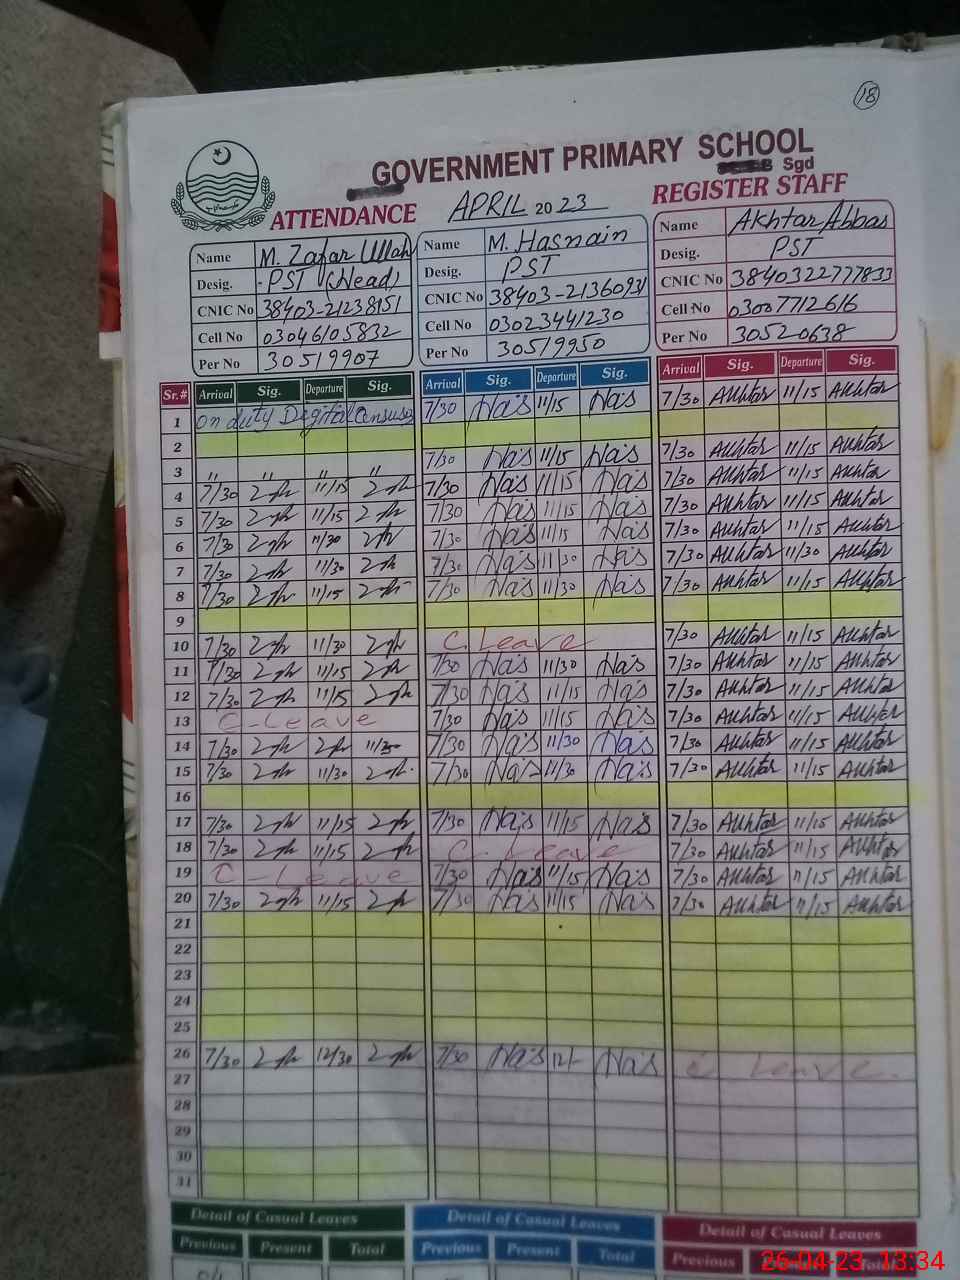 18
GOVERNMENT PRIMARY SCHOOL
B Sgd
ATTENDANCE APRIL 2023 REGISTER STAFF
Name M. Zafar Ullah Name M. Hasnain Name Akhtar Abbas
Desig. PST (Head) Desig. PST Desig. PST
CNIC No 38403-21238151 CNIC No 38403-21360931 CNIC No 3840322777833
Cell No 03046105832 Cell No 03023441230 Cell No 03007712616
Per No 30519907 Per No 30519950 Per No 30520638
Sr.# Arrival Sig. Departure Sig. Arrival Sig. Departure Sig. Arrival Sig. Departure Sig.
1 on duty Degital Censuss 7/30 Has 11/15 Has 7/30 Akhtar 11/15 Akhtar
2
3 " " " " 7/30 Has 11/15 Has 7/30 Akhtar 11/15 Akhtar
4 7/30 11/15 7/30 Has 11/15 Has 7/30 Akhtar 11/15 Akhtar
5 7/30 11/15 7/30 Has 11/15 Has 7/30 Akhtar 11/15 Akhtar
6 7/30 11/30 7/30 Has 11/15 Has 7/30 Akhtar 11/15 Akhtar
7 7/30 11/30 7/30 Has 11/30 Has 7/30 Akhtar 11/30 Akhtar
8 7/30 11/15 7/30 Has 11/30 Has 7/30 Akhtar 11/15 Akhtar
9
10 7/30 11/30 C. Leave 7/30 Akhtar 11/15 Akhtar
11 7/30 11/15 7/30 Has 11/30 Has 7/30 Akhtar 11/15 Akhtar
12 7/30 11/15 7/30 Has 11/15 Has 7/30 Akhtar 11/15 Akhtar
13 C-Leave 7/30 Has 11/15 Has 7/30 Akhtar 11/15 Akhtar
14 7/30 7/30 Has 11/30 Has 7/30 Akhtar 11/15 Akhtar
15 7/30 11/30 7/30 Has 11/30 Has 7/30 Akhtar 11/15 Akhtar
16
17 7/30 11/15 7/30 Has 11/15 Has 7/30 Akhtar 11/15 Akhtar
18 7/30 11/15 C. Leave 7/30 Akhtar 11/15 Akhtar
19 C-Leave 7/30 Has 11/15 Has 7/30 Akhtar 11/15 Akhtar
20 7/30 11/15 7/30 Has 11/15 Has 7/30 Akhtar 11/15 Akhtar
21
22
23
24
25
26 7/30 12/30 7/30 Has 12/- Has C Leave.
27
28
29
30
31
Detail of Casual Leaves Detail of Casual Leaves Detail of Casual Leaves
Previous Present Total Previous Present Total Previous Total
26-04-23 13:34